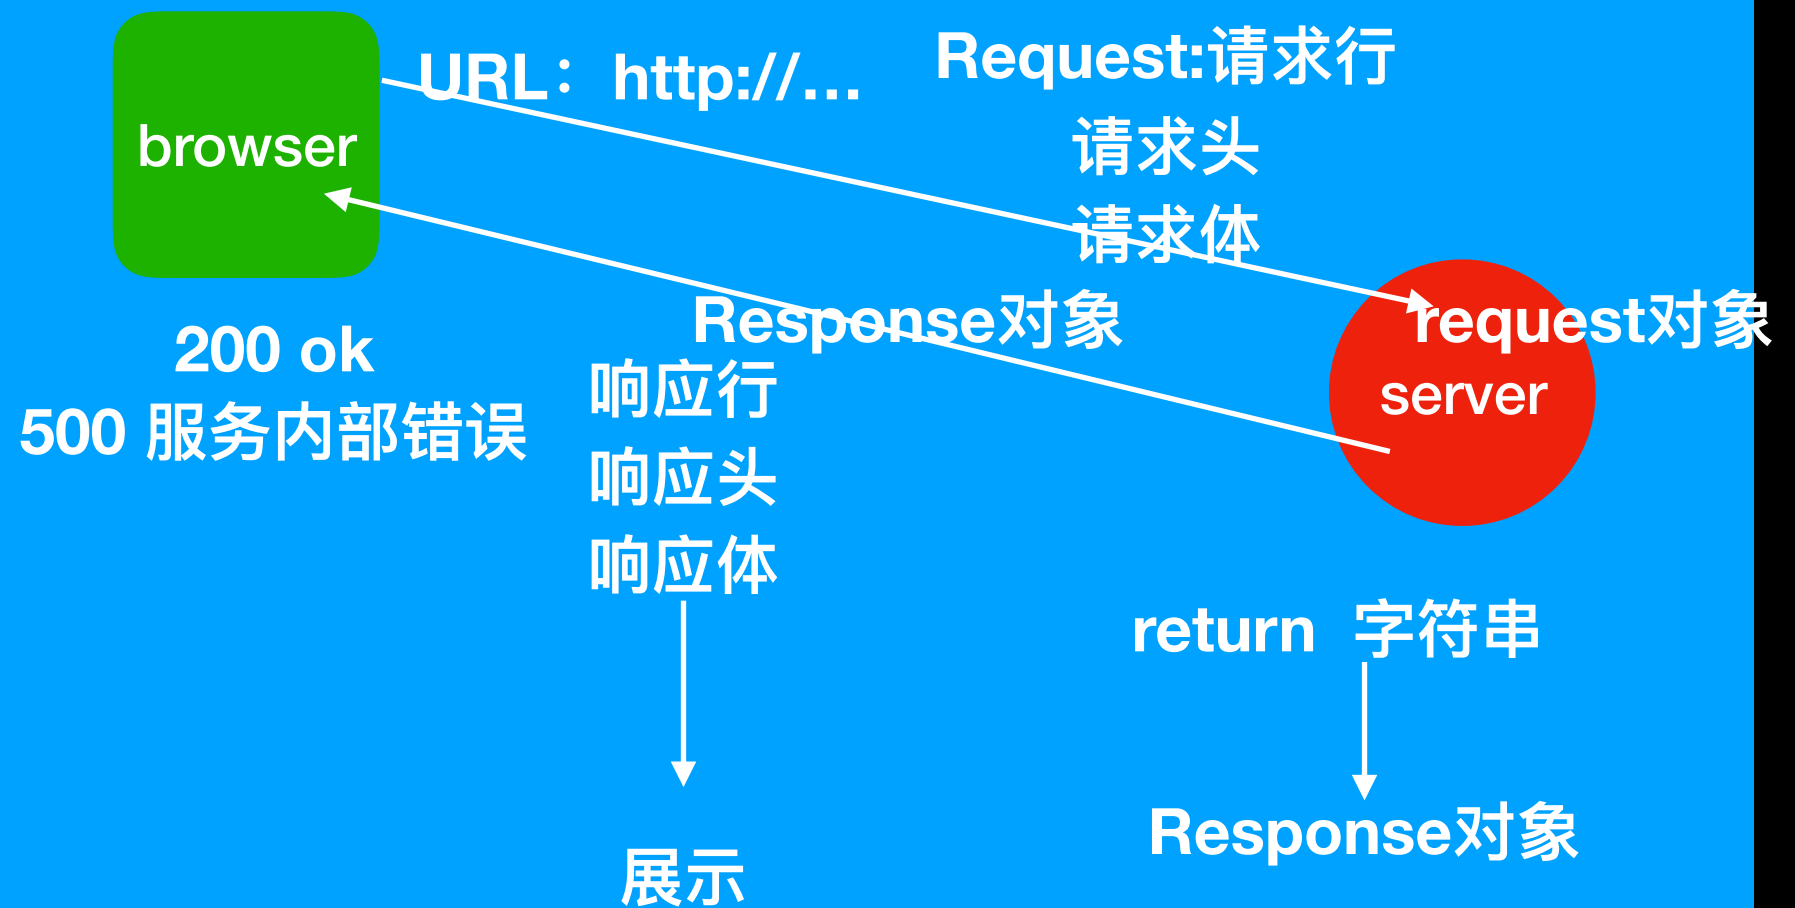 URL：http://...
Request:请求行
请求头
请求体
browser
Response对象
request对象
server
200 ok
500 服务内部错误
响应行
响应头
响应体
return 字符串
Response对象
展示